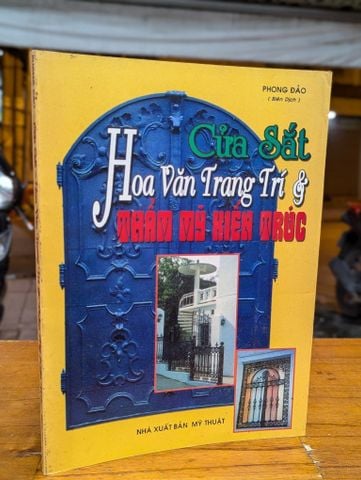 PHONG ĐẢO
( Biên Dịch )
Cửa Sắt
Hoa Văn Trang Trí &
THẨM MỸ KIẾN TRÚC
NHÀ XUẤT BẢN MỸ THUẬT